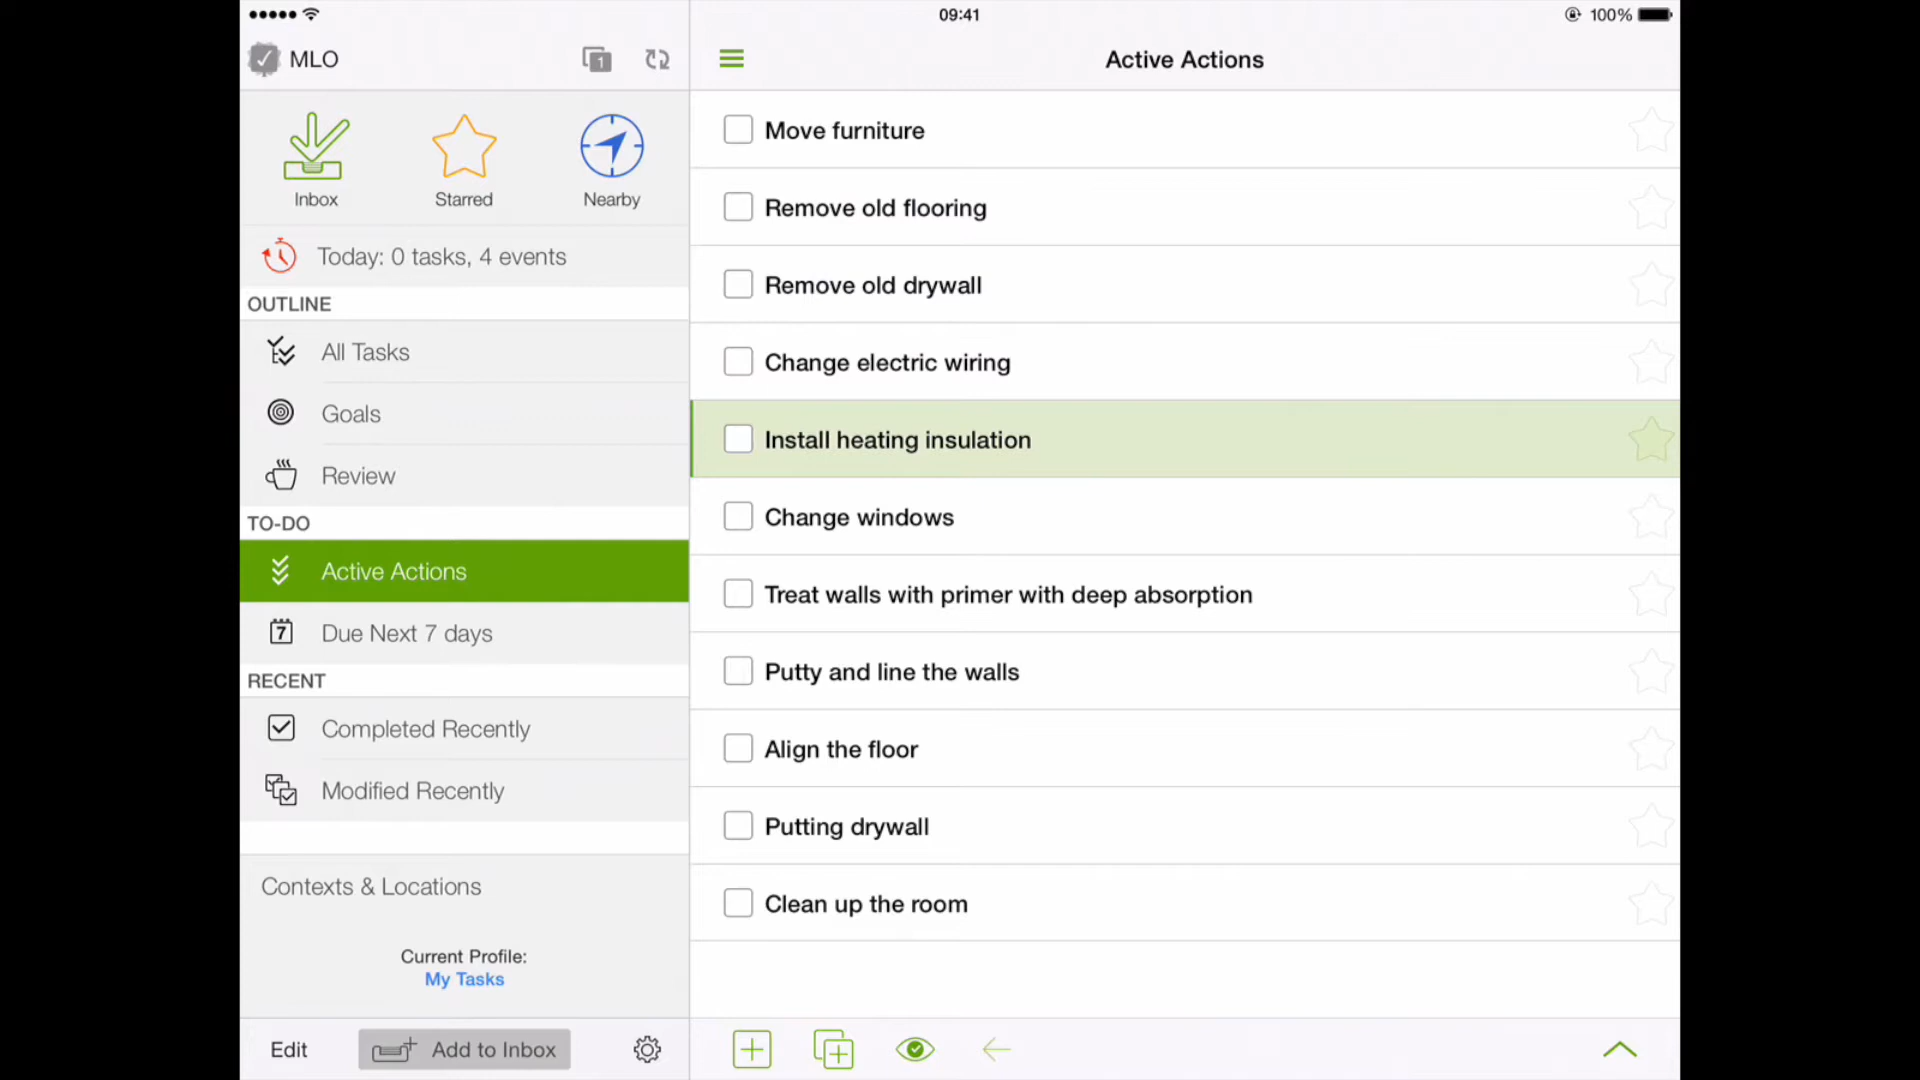 09:41
100%
MLO
1
Active Actions
Inbox
Starred
Nearby
Today: 0 tasks, 4 events
OUTLINE
All Tasks
Goals
Review
TO-DO
Active Actions
7
Due Next 7 days
RECENT
Completed Recently
Modified Recently
Contexts & Locations
Current Profile:
My Tasks
Edit
Add to Inbox
Move furniture
Remove old flooring
Remove old drywall
Change electric wiring
Install heating insulation
Change windows
Treat walls with primer with deep absorption
Putty and line the walls
Align the floor
Putting drywall
Clean up the room